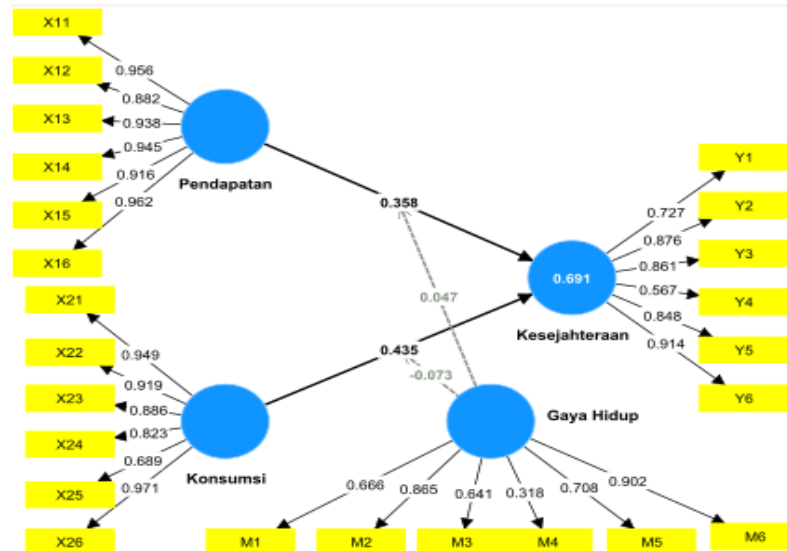 X11
X12
X13
X14
X15
X16
0.956
0.882
0.938
0.945
0.916
0.962
Pendapatan
0.358
0.047
Y1
Y2
Y3
Y4
Y5
Y6
0.727
0.876
0.861
0.567
0.848
0.914
0.691
Kesejahteraan
X21
X22
X23
X24
X25
X26
0.949
0.919
0.886
0.823
0.689
0.971
Konsumsi
0.435
-0.073
Gaya Hidup
0.666
0.865
0.641
0.318
0.708
0.902
M1
M2
M3
M4
M5
M6